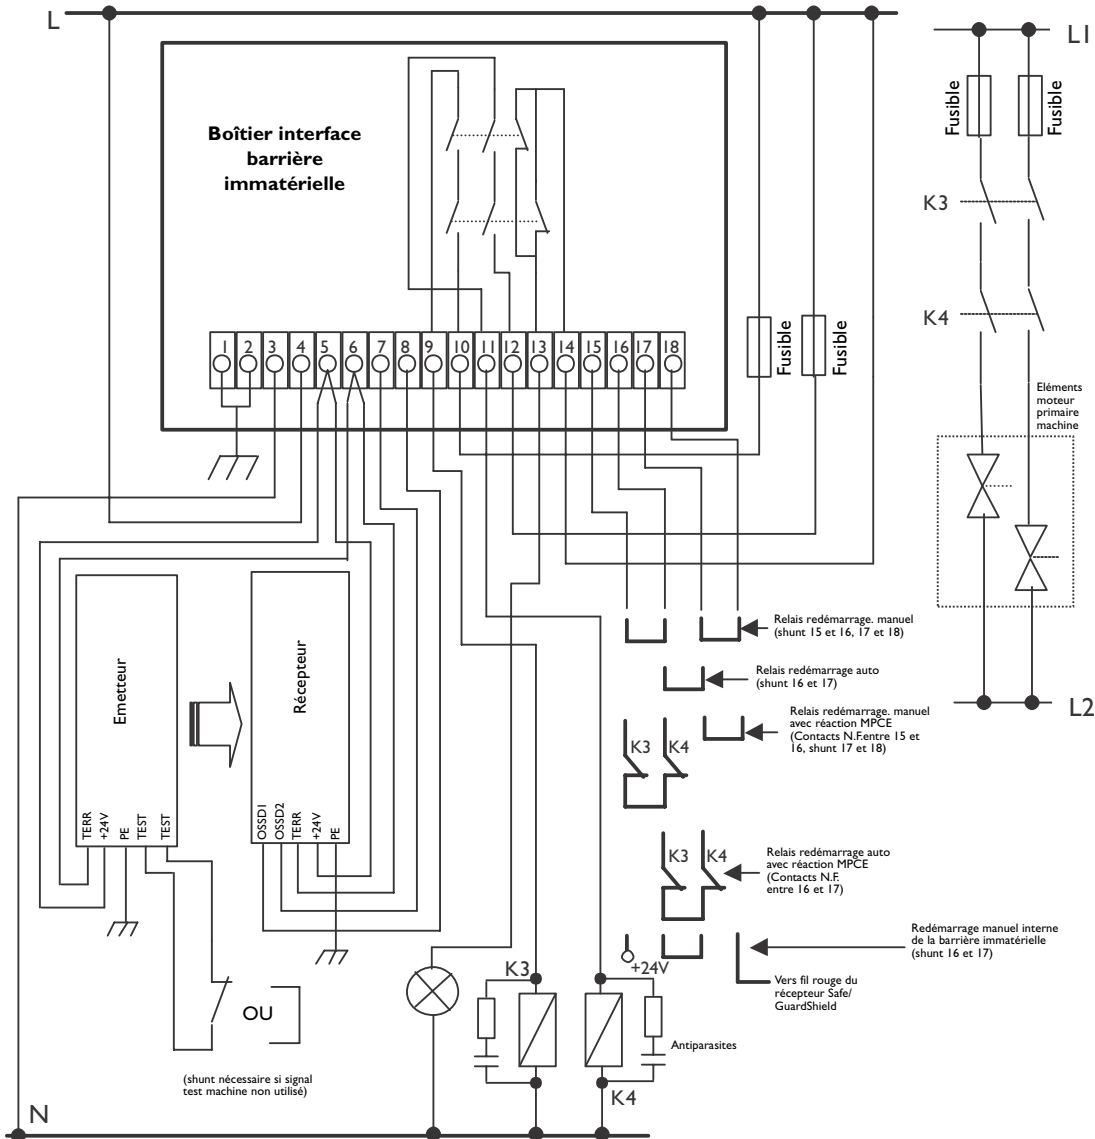 L
L1
Fusible
Fusible
Boîtier interface
barrière
immatérielle
K3
K4
1 2 3 4 5 6 7 8 9 10 11 12 13 14 15 16 17 18
Fusible
Fusible
Eléments
moteur
primaire
machine
Relais redémarrage. manuel
(shunt 15 et 16, 17 et 18)
Relais redémarrage auto
(shunt 16 et 17)
L2
Relais redémarrage. manuel
avec réaction MPCE
(Contacts N.F.entre 15 et
16, shunt 17 et 18)
K3
K4
Emetteur
Récepteur
TERR
+24V
PE
TEST
TEST
OSSD1
OSSD2
TERR
+24V
PE
K3
K4
Relais redémarrage auto
avec réaction MPCE
(Contacts N.F.
entre 16 et 17)
Redémarrage manuel interne
de la barrière immatérielle
(shunt 16 et 17)
+24V
Vers fil rouge du
récepteur Safe/
GuardShield
K3
OU
Antiparasites
(shunt nécessaire si signal
test machine non utilisé)
K4
N